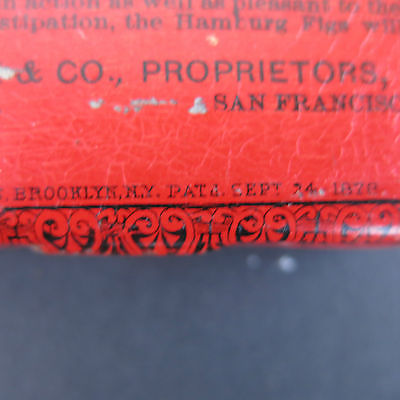 action as well as pleasant to the
stipation, the Hamburg Figs will
& CO., PROPRIETORS,
SAN FRANCISC
BROOKLYN, N.Y. PAT'D. SEPT 24. 1878